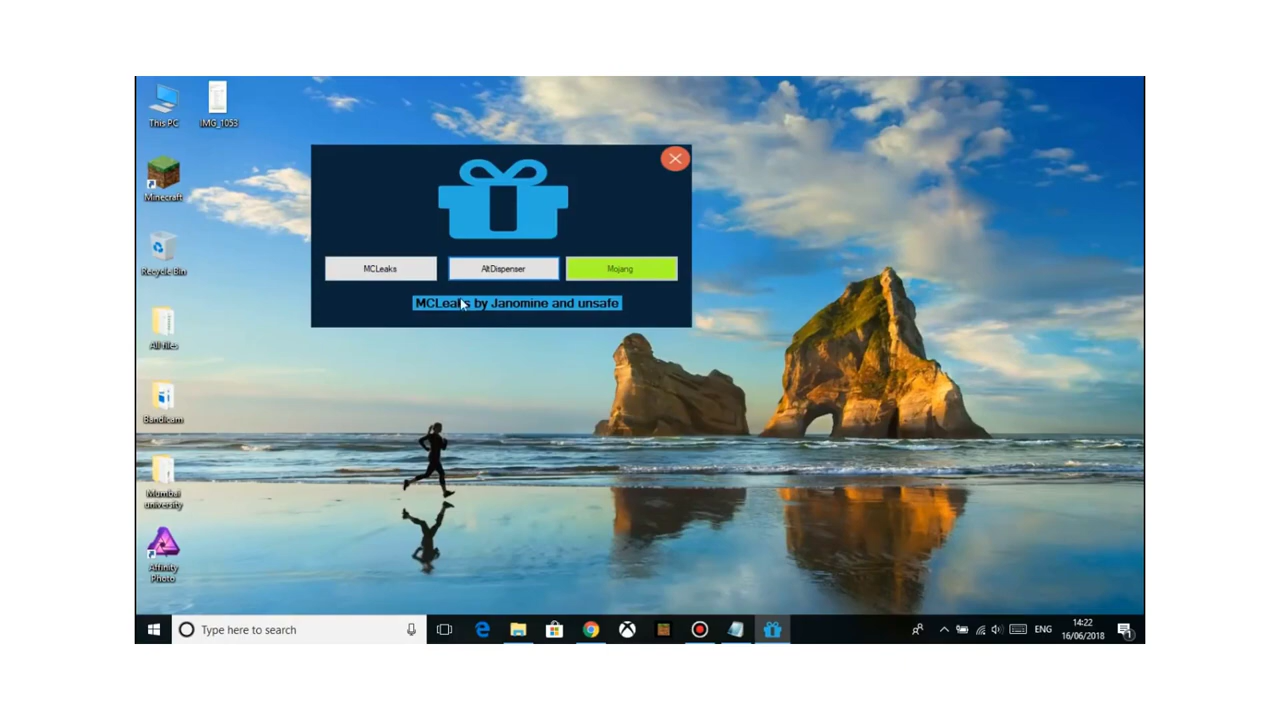 This PC
IMG_1053
Minecraft
Recycle Bin
All files
Bandicam
Mumbai
university
Affinity
Photo
MCLeaks
AltDispenser
Mojang
MCLeaks by Janomine and unsafe
Type here to search
ENG
14:22
16/06/2018
1